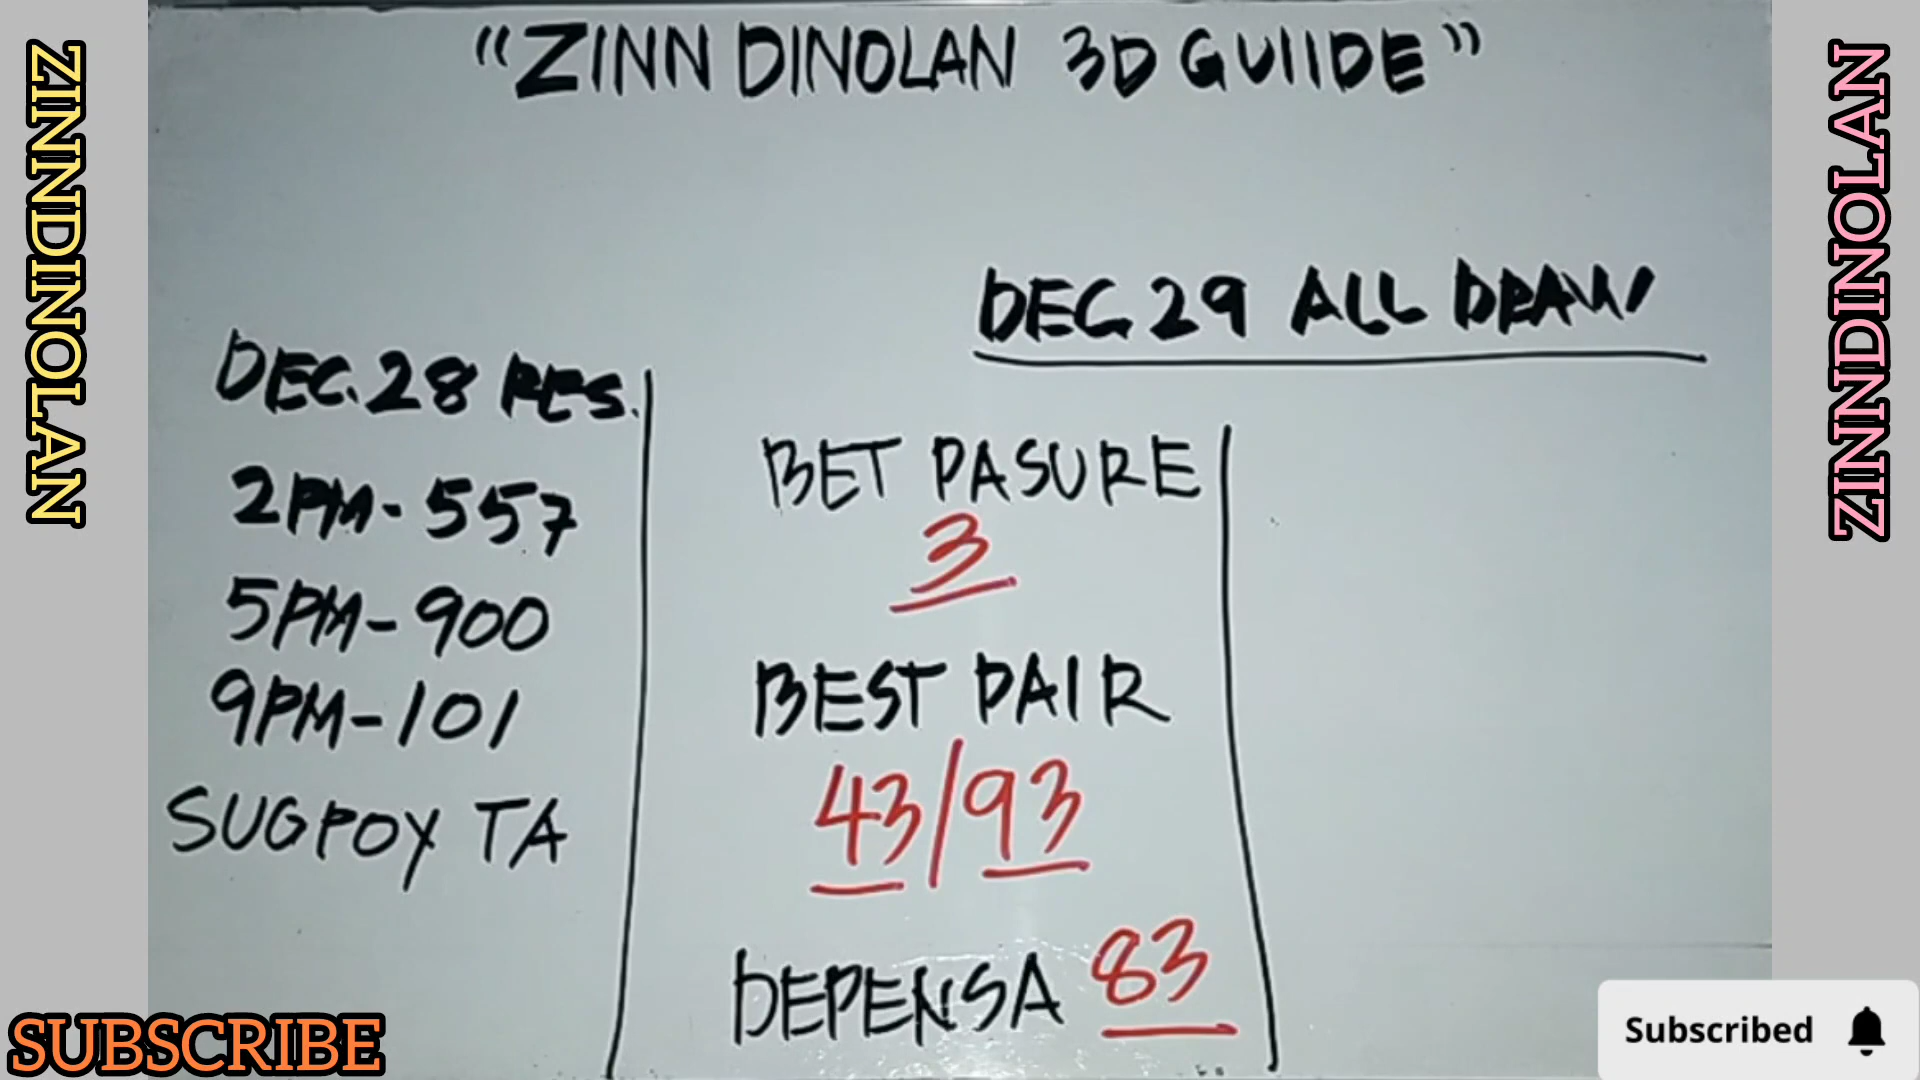 "ZINN DINOLAN 3D GUIIDE"
ZINNDINOLAN
ZINNDINOLAN
DEC. 29 ALL DRAW
DEC. 28 RES.
2PM-557
5PM-900
9PM-101
SUGPOY TA
BET PASURE
3
BEST PAIR
43/93
DEPENSA 83
SUBSCRIBE
Subscribed